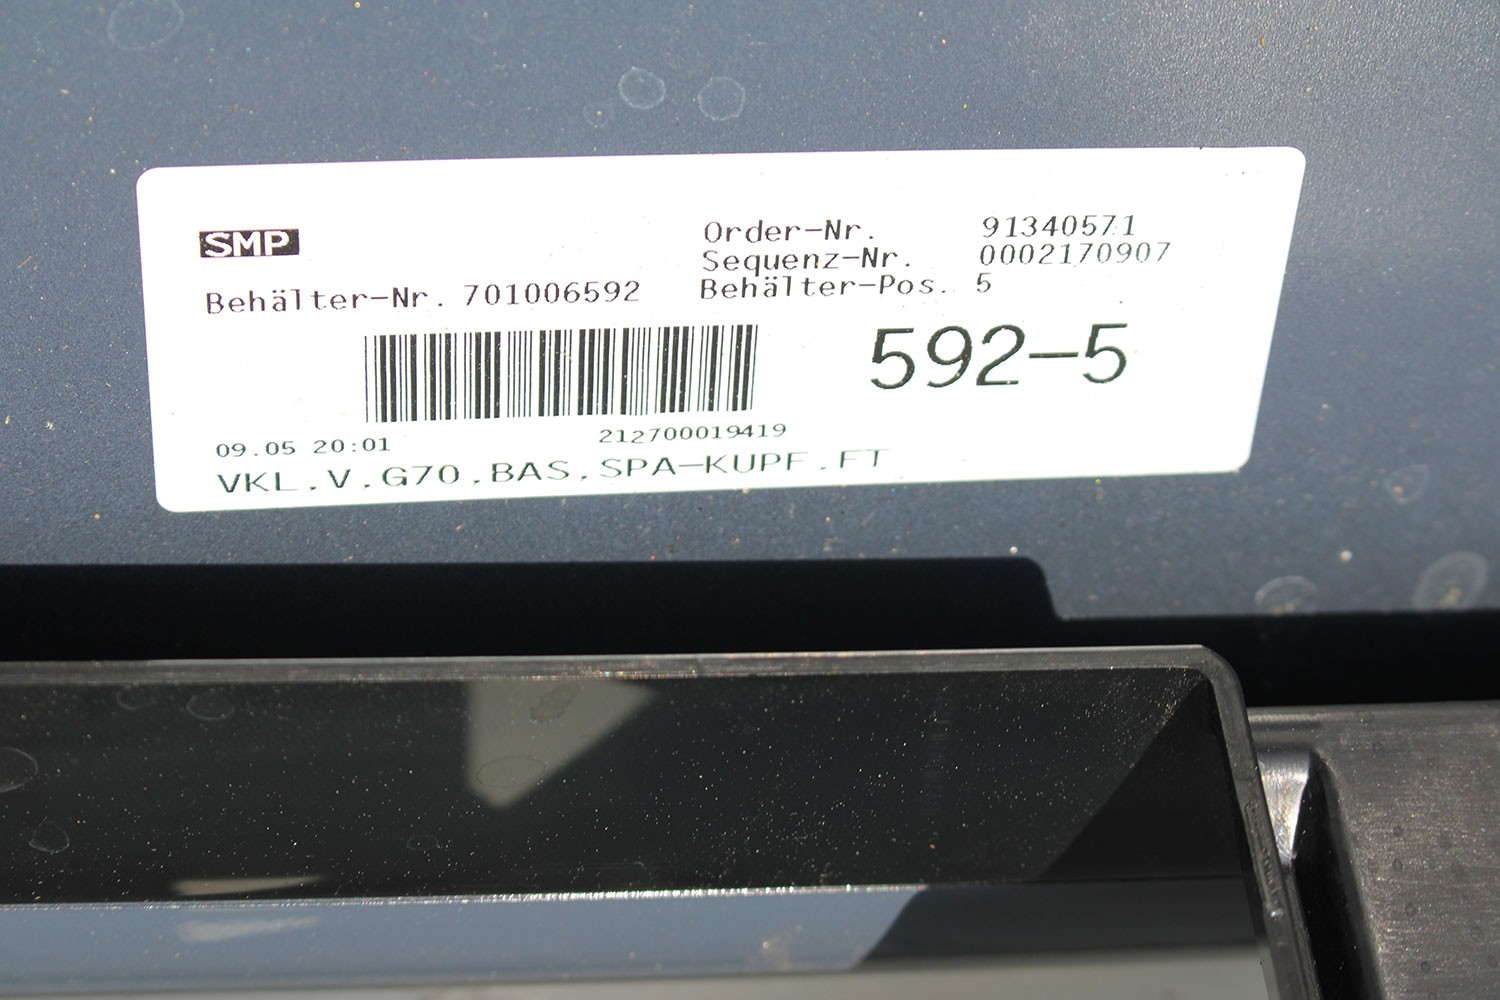 SMP
Order-Nr. 91340571
Sequenz-Nr. 0002170907
Behälter-Nr. 701006592 Behälter-Pos. 5
592-5
09.05 20:01 212700019419
VKL.V.G70.BAS.SPA-KUPF.FT